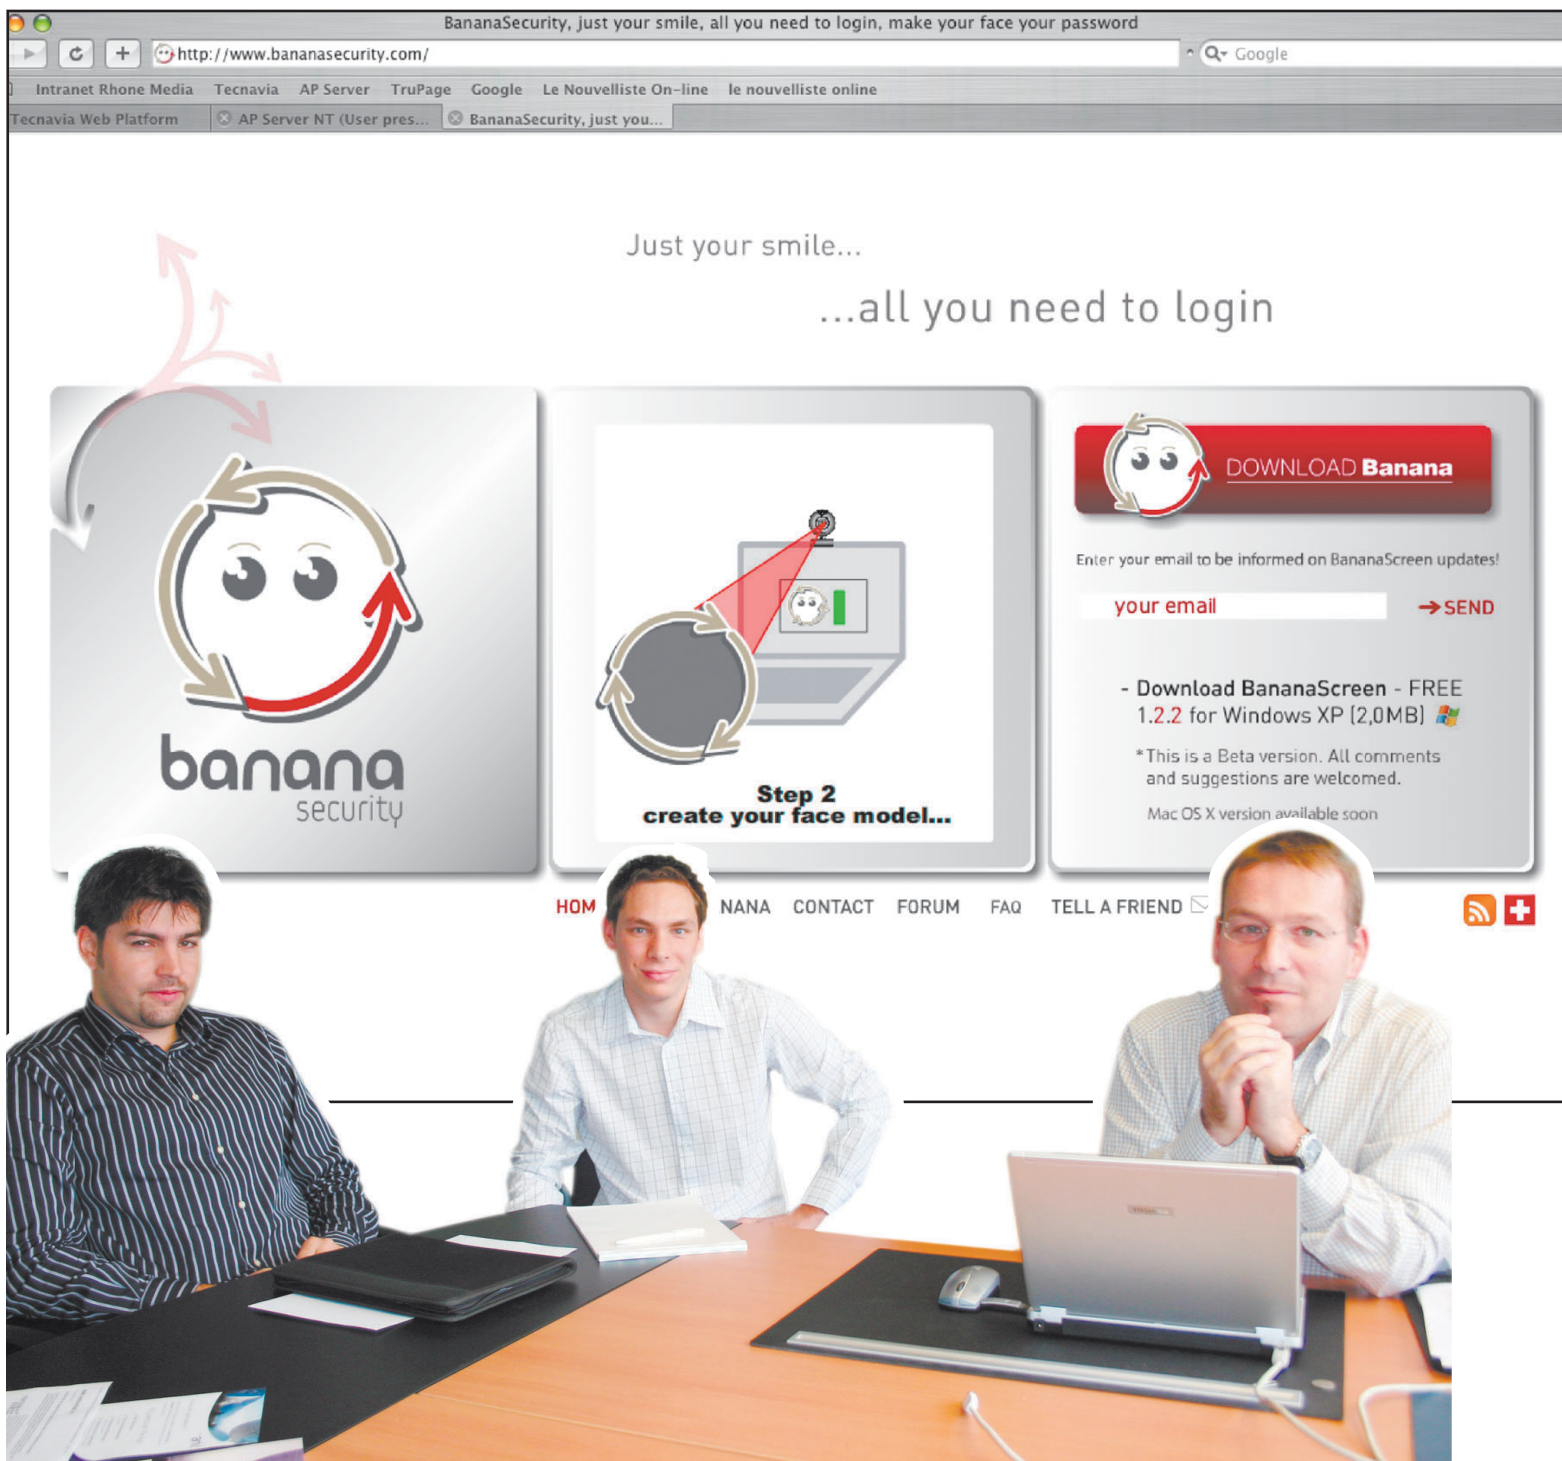 BananaSecurity, just your smile, all you need to login, make your face your password
http://www.bananasecurity.com/
Google
Intranet Rhone Media Tecnavia AP Server TruPage Google Le Nouvelliste On-line le nouvelliste online
Tecnavia Web Platform AP Server NT (User pres... BananaSecurity, just you...
Just your smile...
...all you need to login
banana
security
Step 2
create your face model...
DOWNLOAD Banana
Enter your email to be informed on BananaScreen updates!
your email
SEND
- Download BananaScreen - FREE
1.2.2 for Windows XP (2,0MB)
*This is a Beta version. All comments
and suggestions are welcomed.
Mac OS X version available soon
HOM NANA CONTACT FORUM FAQ TELL A FRIEND